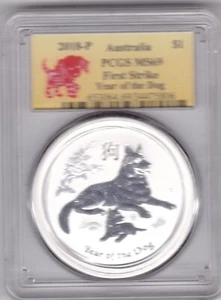 2018-P Australia $1
PCGS MS69
First Strike
Year of the Dog
狗
Year of the Dog